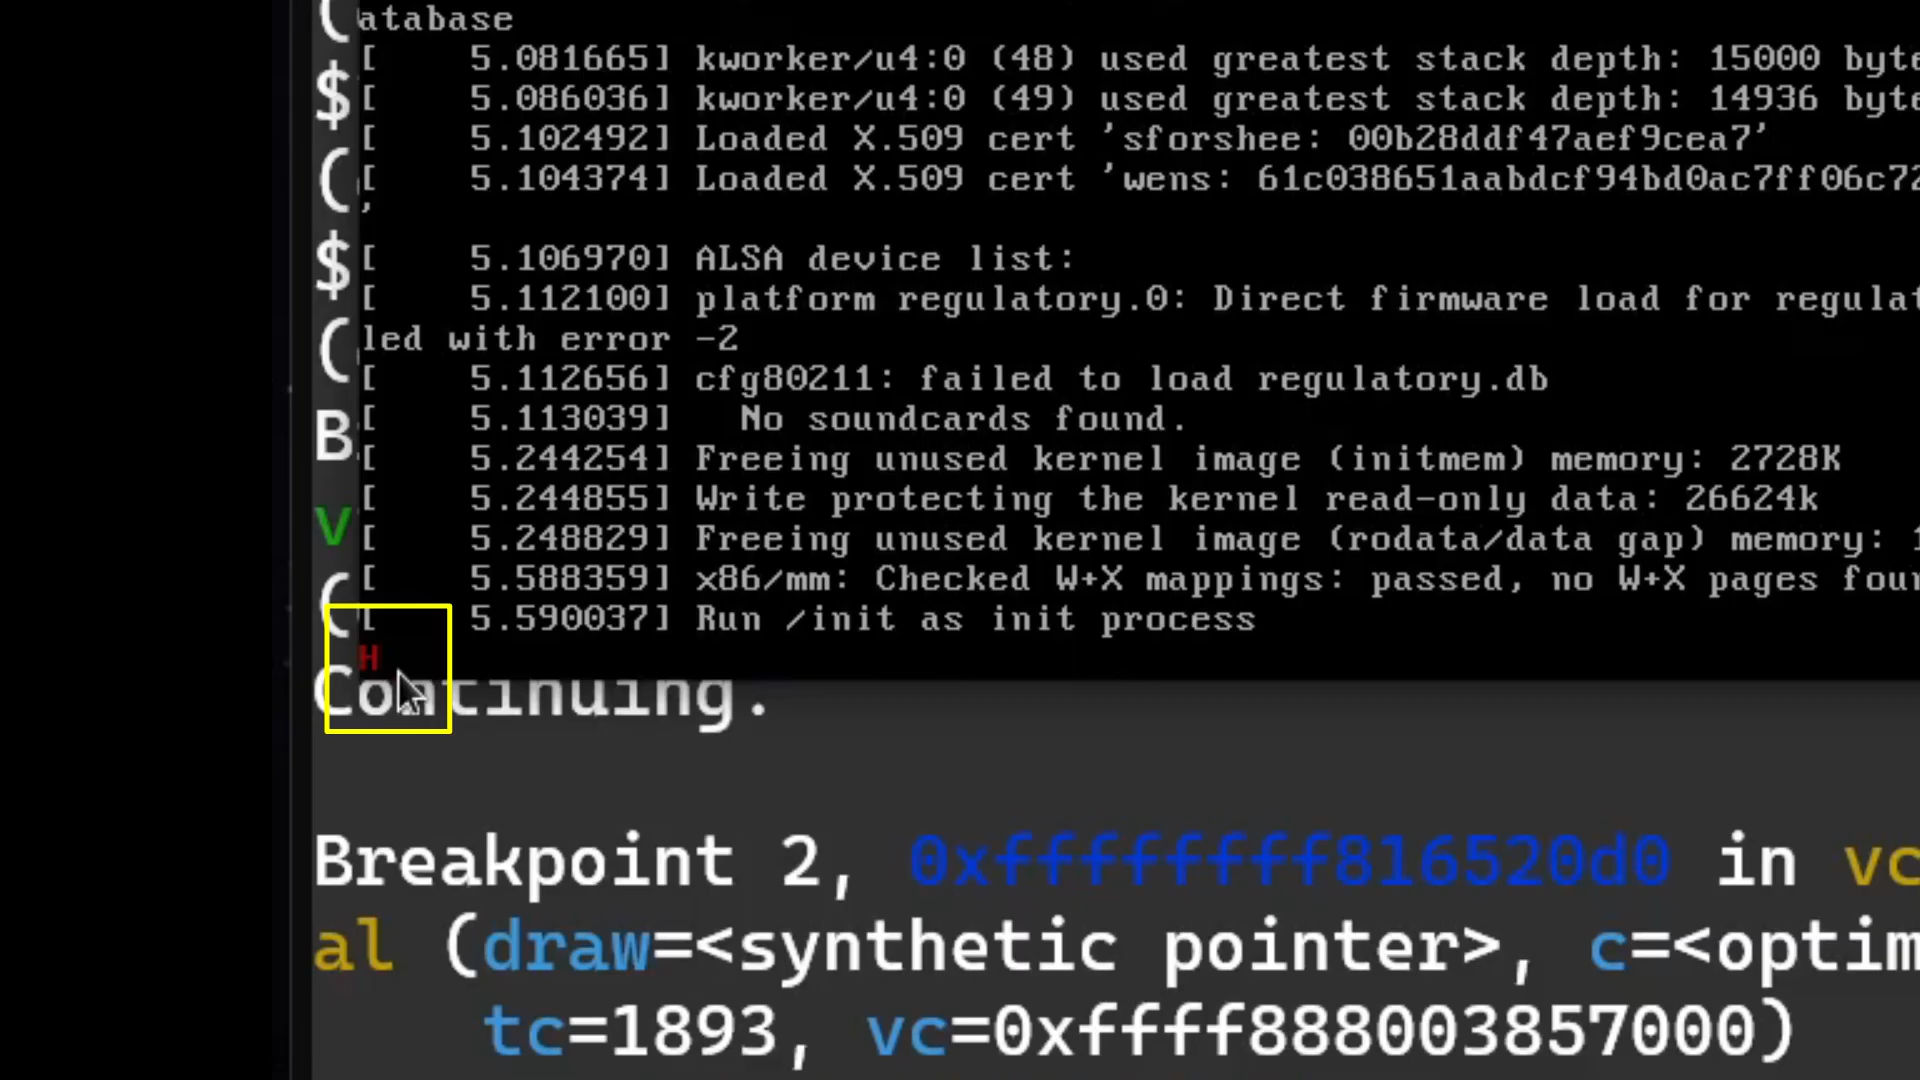 atabase
[    5.081665] kworker/u4:0 (48) used greatest stack depth: 15000 byte
[    5.086036] kworker/u4:0 (49) used greatest stack depth: 14936 byte
[    5.102492] Loaded X.509 cert 'sforshee: 00b28ddf47aef9cea7'
[    5.104374] Loaded X.509 cert 'wens: 61c038651aabdcf94bd0ac7ff06c72
'
[    5.106970] ALSA device list:
[    5.112100] platform regulatory.0: Direct firmware load for regulat
led with error -2
[    5.112656] cfg80211: failed to load regulatory.db
[    5.113039]   No soundcards found.
[    5.244254] Freeing unused kernel image (initmem) memory: 2728K
[    5.244855] Write protecting the kernel read-only data: 26624k
[    5.248829] Freeing unused kernel image (rodata/data gap) memory: 1
[    5.588359] x86/mm: Checked W+X mappings: passed, no W+X pages fou
[    5.590037] Run /init as init process
H
(
$
(
$
(
B
v
(
Continuing.
Breakpoint 2, 0xffffffff816520d0 in vc
al (draw=<synthetic pointer>, c=<optim
tc=1893, vc=0xffff888003857000)